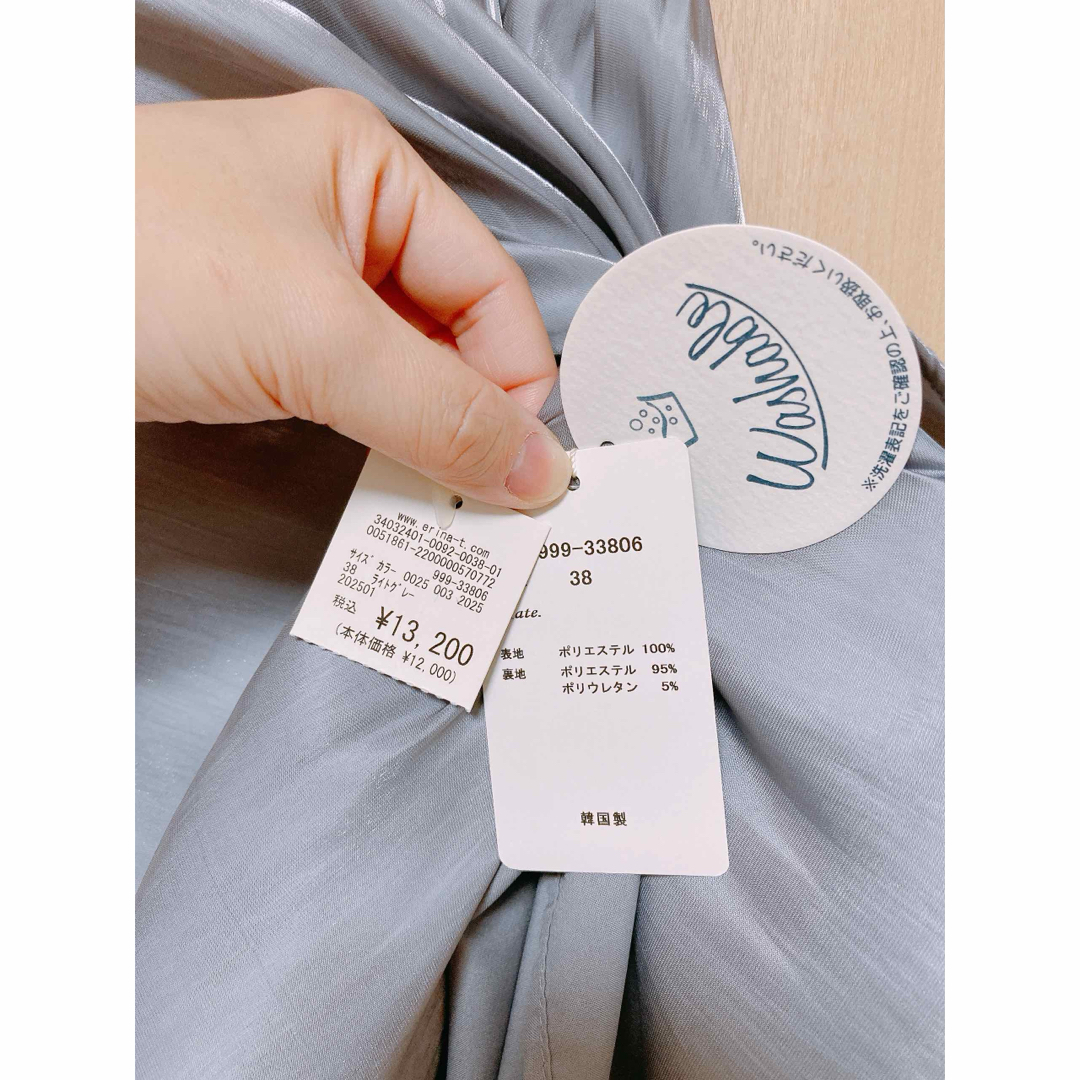 www.erina-t.com
34032401-0092-0038-01
0051861-2200000570772
999-33806
サイズ カラー 0025 003 2025
38 ライトグレー
202501
税込 ¥13,200
(本体価格 ¥12,000)
999-33806
38
ate.
表地 ポリエステル 100%
裏地 ポリエステル 95%
ポリウレタン 5%
韓国製
Washable
※洗濯表記をご確認の上、お取扱いください。